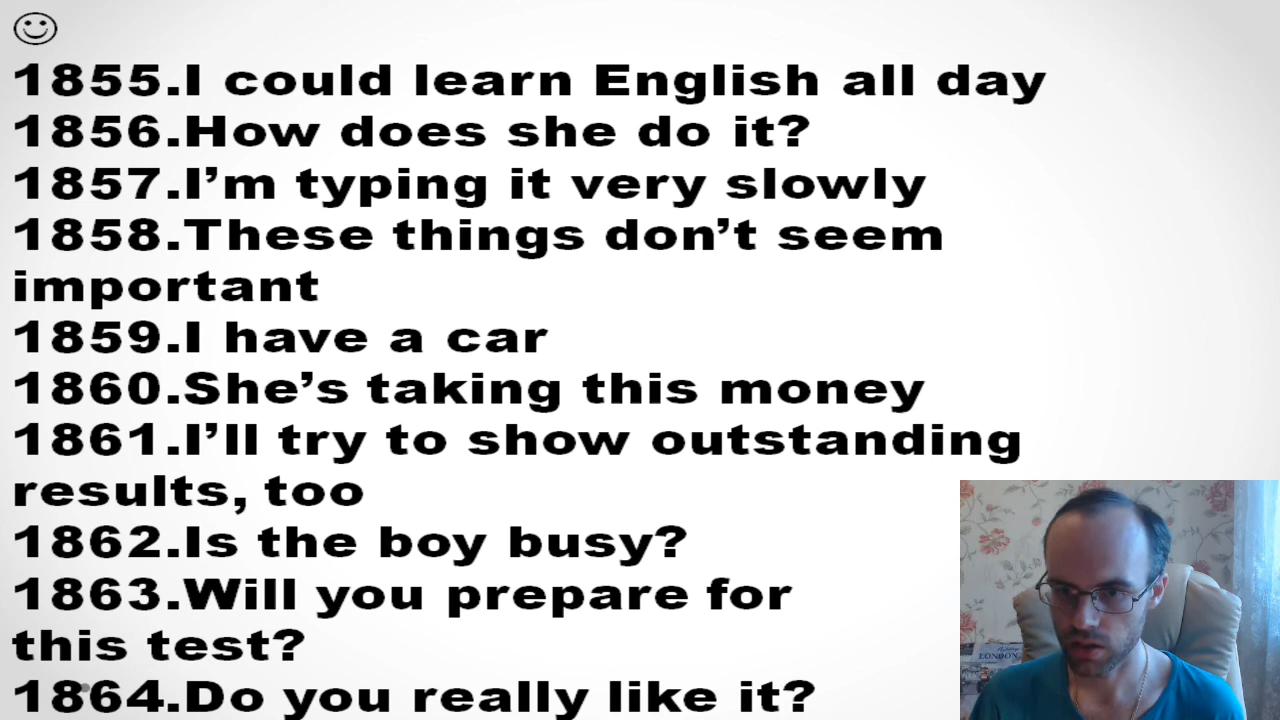 1855.I could learn English all day
1856.How does she do it?
1857.I’m typing it very slowly
1858.These things don’t seem
important
1859.I have a car
1860.She’s taking this money
1861.I’ll try to show outstanding
results, too
1862.Is the boy busy?
1863.Will you prepare for
this test?
1864.Do you really like it?
LONDON